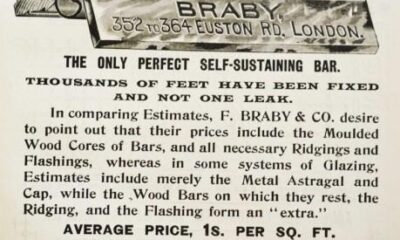 BRABY,
352 TO 364 EUSTON RD, LONDON.
THE ONLY PERFECT SELF-SUSTAINING BAR.
THOUSANDS OF FEET HAVE BEEN FIXED
AND NOT ONE LEAK.
In comparing Estimates, F. BRABY & CO. desire
to point out that their prices include the Moulded
Wood Cores of Bars, and all necessary Ridgings and
Flashings, whereas in some systems of Glazing,
Estimates include merely the Metal Astragal and
Cap, while the Wood Bars on which they rest, the
Ridging, and the Flashing form an "extra."
AVERAGE PRICE, 1S. PER SQ. FT.